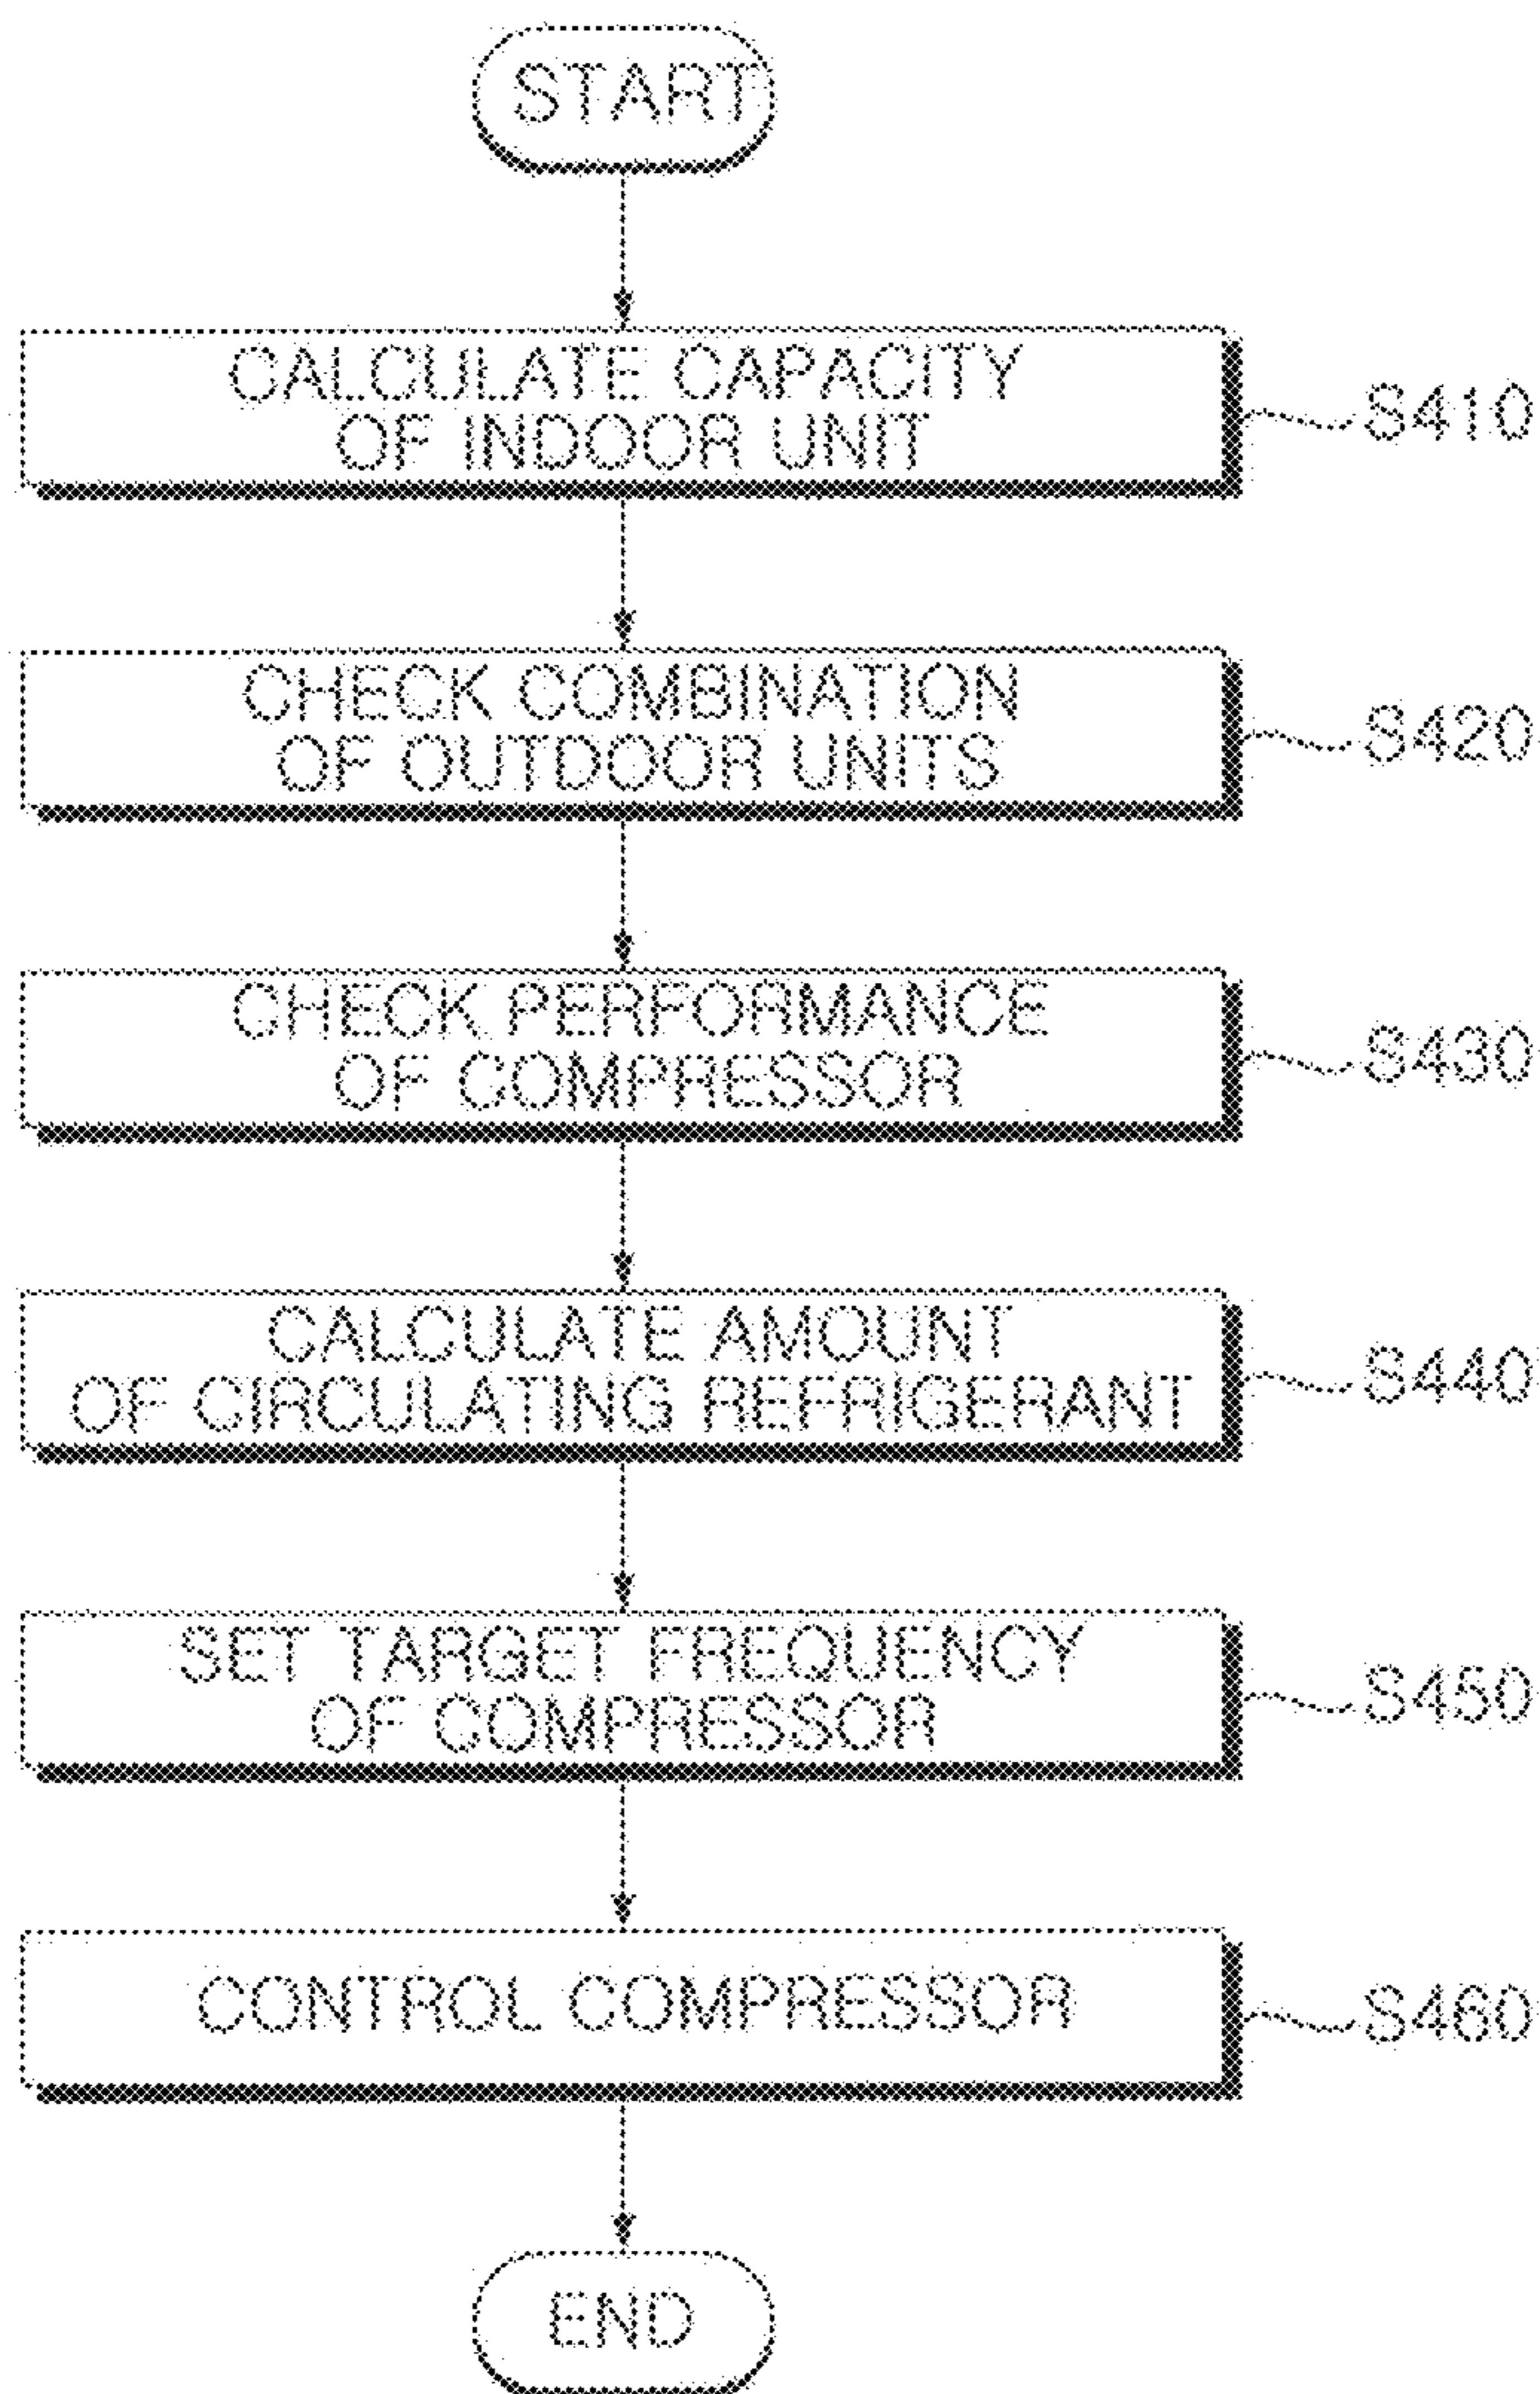 START
CALCULATE CAPACITY
OF INDOOR UNIT
S410
CHECK COMBINATION
OF OUTDOOR UNITS
S420
CHECK PERFORMANCE
OF COMPRESSOR
S430
CALCULATE AMOUNT
OF CIRCULATING REFRIGERANT
S440
SET TARGET FREQUENCY
OF COMPRESSOR
S450
CONTROL COMPRESSOR
S460
END